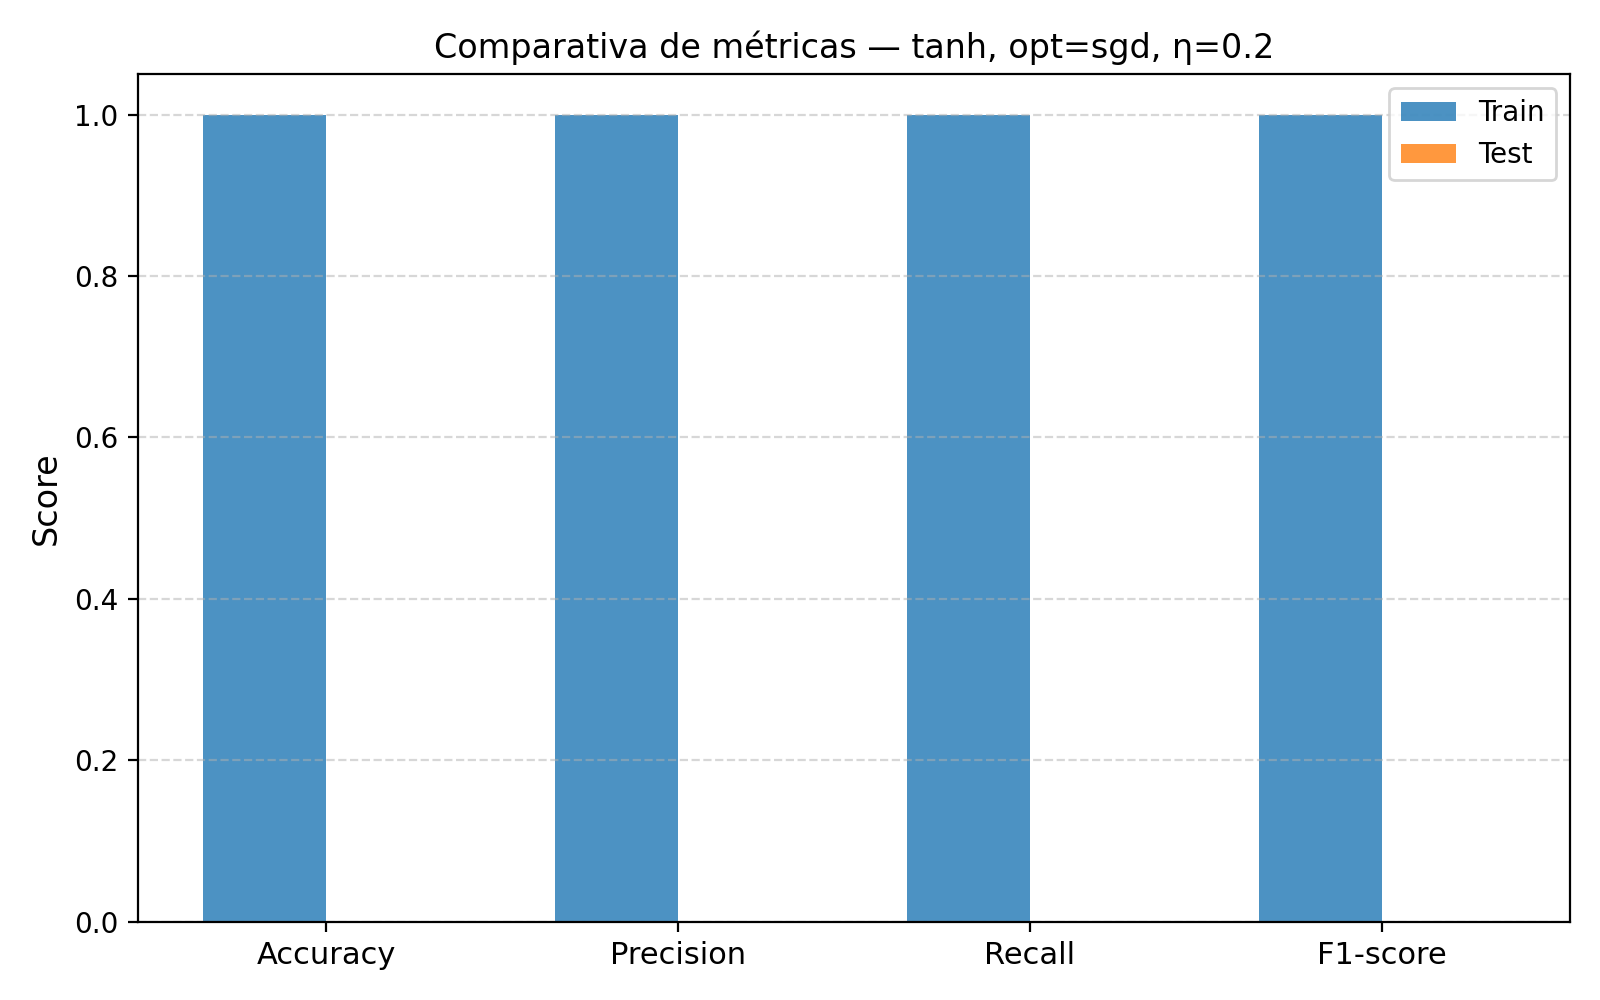 Comparativa de métricas — tanh, opt=sgd, η=0.2
Train
Test
Score
1.0
0.8
0.6
0.4
0.2
0.0
Accuracy
Precision
Recall
F1-score